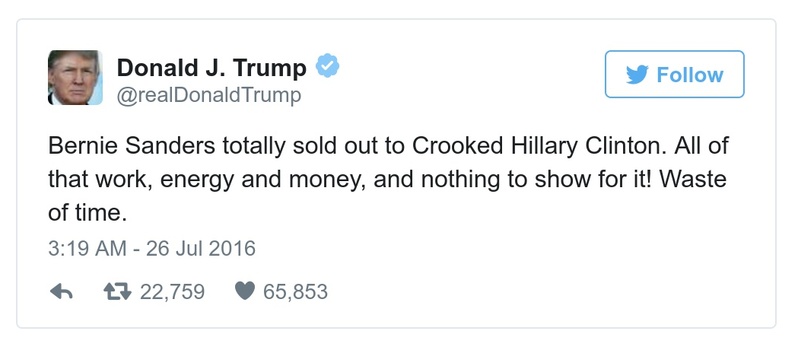 Donald J. Trump
@realDonaldTrump
Follow
Bernie Sanders totally sold out to Crooked Hillary Clinton. All of
that work, energy and money, and nothing to show for it! Waste
of time.
3:19 AM - 26 Jul 2016
22,759 65,853